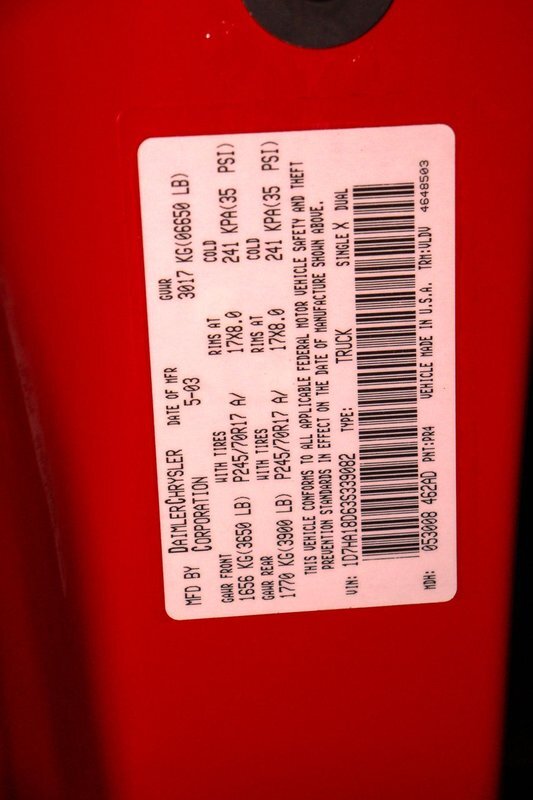 MFD BY DAIMLERCHRYSLER CORPORATION DATE OF MFR 5-03 GVWR 3017 KG(06650 LB)
GAWR FRONT WITH TIRES RIMS AT COLD
1656 KG(3650 LB) P245/70R17 A/ 17X8.0 241 KPA(35 PSI)
GAWR REAR WITH TIRES RIMS AT COLD
1770 KG(3900 LB) P245/70R17 A/ 17X8.0 241 KPA(35 PSI)
THIS VEHICLE CONFORMS TO ALL APPLICABLE FEDERAL MOTOR VEHICLE SAFETY AND THEFT
PREVENTION STANDARDS IN EFFECT ON THE DATE OF MANUFACTURE SHOWN ABOVE.
VIN: 1D7HA18D63S339082 TYPE: TRUCK SINGLE X DUAL
MDH: 053008 462AD PNT:PR4 VEHICLE MADE IN U.S.A. TRM:VLDV 4648503